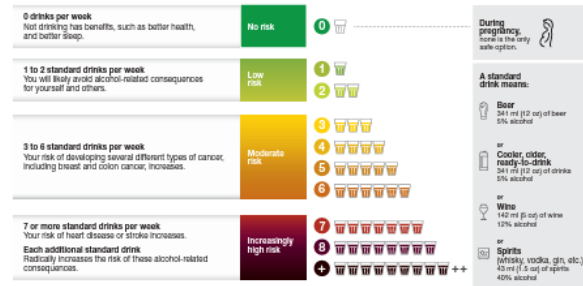 0 drinks per week
Not drinking has benefits, such as better health,
and better sleep.
No risk
0
During
pregnancy,
none is the only
safe option.
1 to 2 standard drinks per week
You will likely avoid alcohol-related consequences
for yourself and others.
Low
risk
1
2
3 to 6 standard drinks per week
Your risk of developing several different types of cancer,
including breast and colon cancer, increases.
Moderate
risk
3
4
5
6
7 or more standard drinks per week
Your risk of heart disease or stroke increases.
Each additional standard drink
Radically increases the risk of these alcohol-related
consequences.
Increasingly
high risk
7
8
+
++
A standard
drink means:
Beer
341 ml (12 oz) of beer
5% alcohol
or
Cooler, cider,
ready-to-drink
341 ml (12 oz) of drinks
5% alcohol
or
Wine
142 ml (5 oz) of wine
12% alcohol
or
Spirits
(whisky, vodka, gin, etc.)
43 ml (1.5 oz) of spirits
40% alcohol